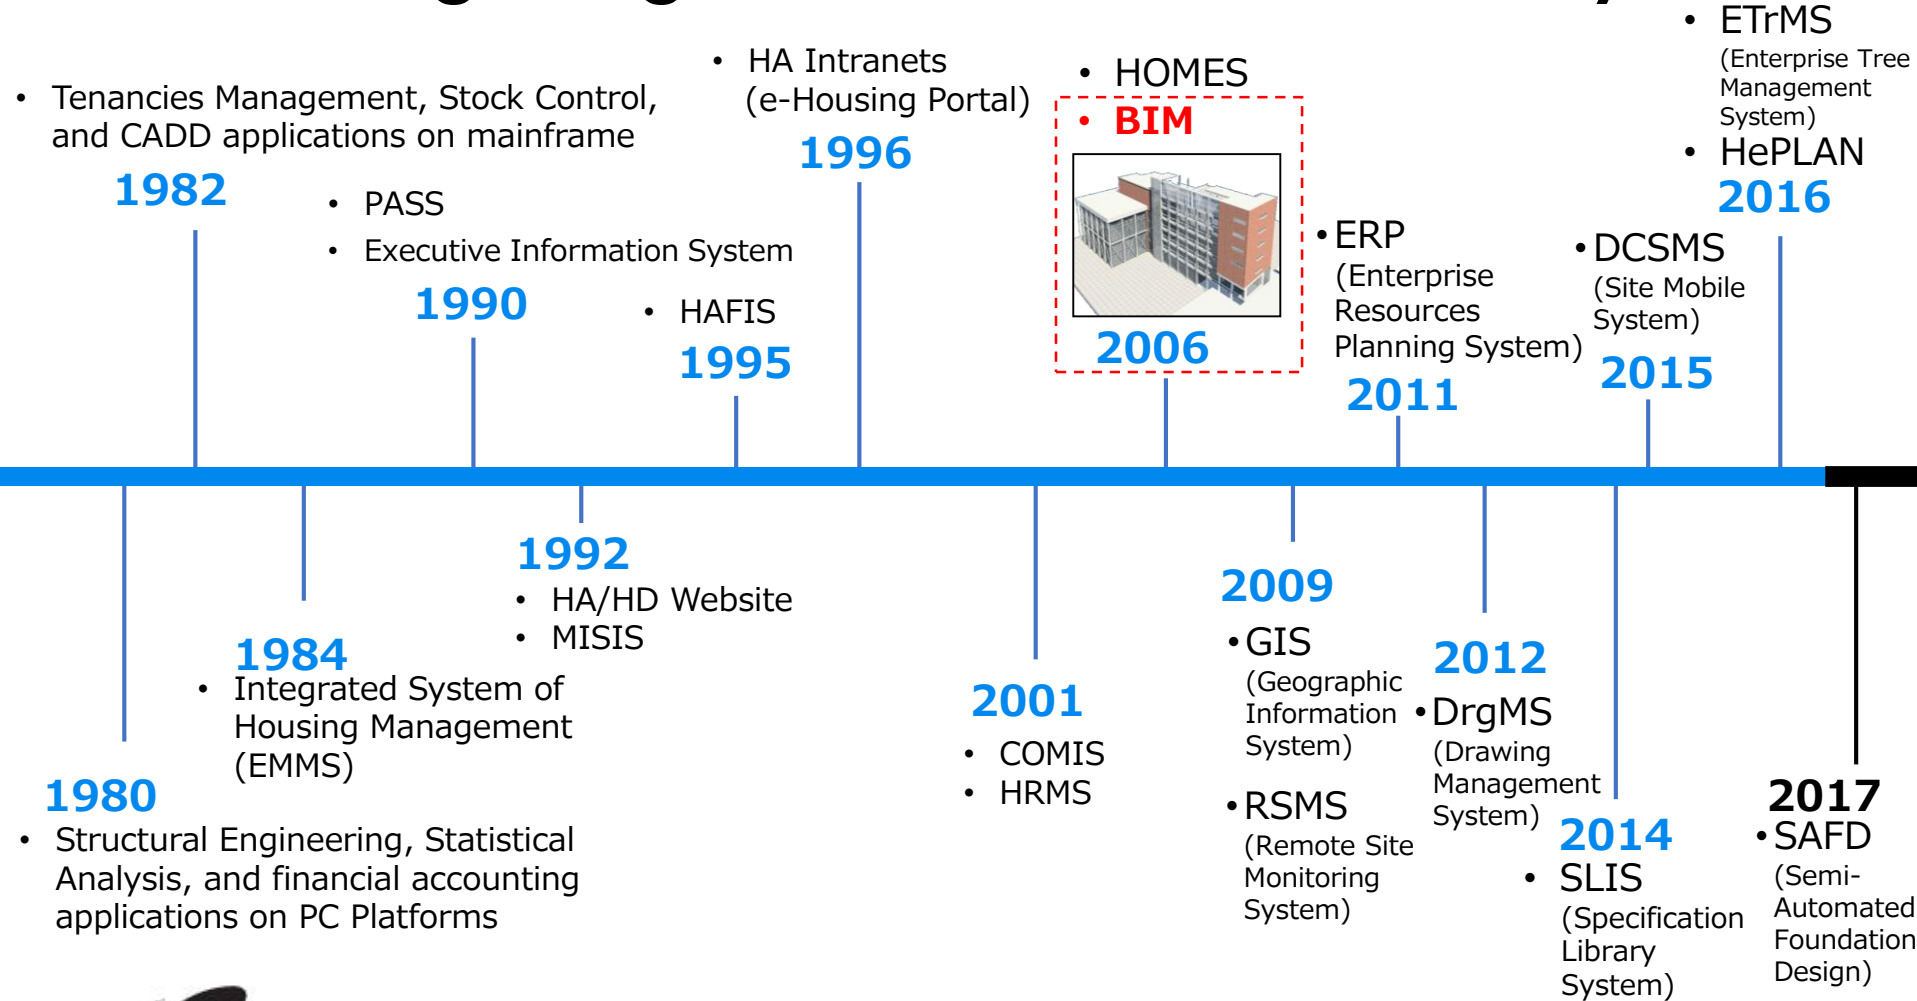 • Tenancies Management, Stock Control,
and CADD applications on mainframe
1982
• PASS
• Executive Information System
1990
• HAFIS
1995
• HA Intranets
(e-Housing Portal)
1996
• HOMES
• BIM
2006
• ERP
(Enterprise
Resources
Planning System)
2011
• DCSMS
(Site Mobile
System)
2015
• ETrMS
(Enterprise Tree
Management
System)
• HePLAN
2016
1980
• Structural Engineering, Statistical
Analysis, and financial accounting
applications on PC Platforms
1984
• Integrated System of
Housing Management
(EMMS)
1992
• HA/HD Website
• MISIS
2001
• COMIS
• HRMS
2009
• GIS
(Geographic
Information
System)
• RSMS
(Remote Site
Monitoring
System)
2012
• DrgMS
(Drawing
Management
System)
2014
• SLIS
(Specification
Library
System)
2017
• SAFD
(Semi-
Automated
Foundation
Design)